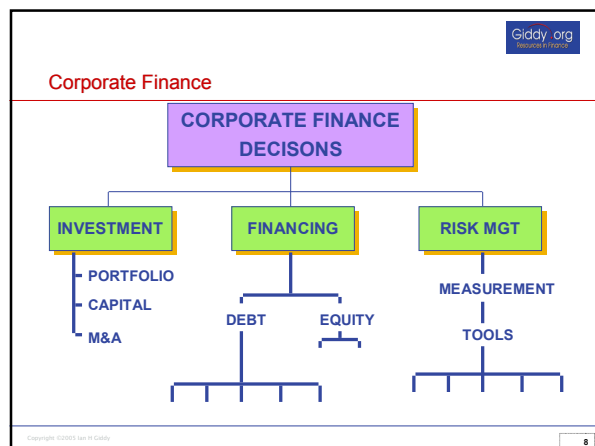 Giddy.org
Resources in Finance
Corporate Finance
CORPORATE FINANCE
DECISONS
INVESTMENT
FINANCING
RISK MGT
PORTFOLIO
CAPITAL
M&A
DEBT
EQUITY
MEASUREMENT
TOOLS
Copyright ©2005 Ian H Giddy
8